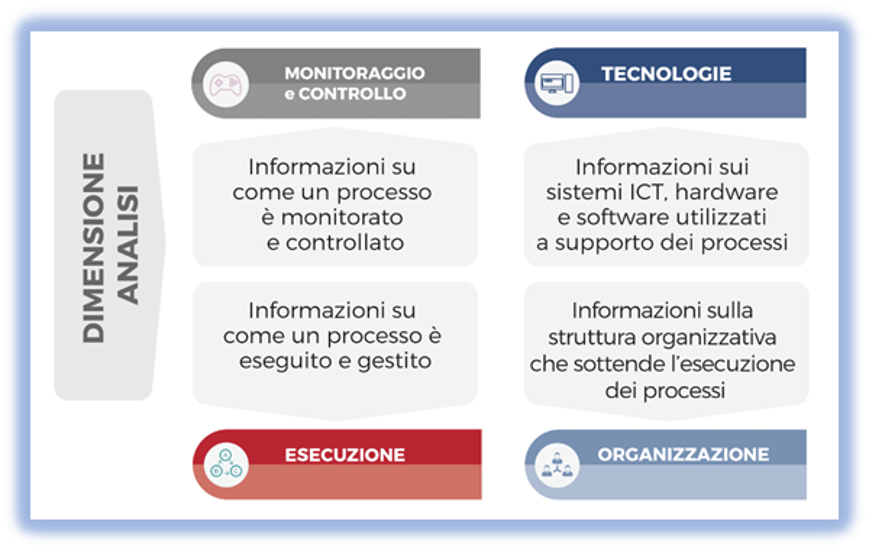 DIMENSIONE
ANALISI
MONITORAGGIO
e CONTROLLO
Informazioni su
come un processo
è monitorato
e controllato
Informazioni su
come un processo è
eseguito e gestito
ESECUZIONE
A
B
C
TECNOLOGIE
Informazioni sui
sistemi ICT, hardware
e software utilizzati
a supporto dei processi
Informazioni sulla
struttura organizzativa
che sottende l'esecuzione
dei processi
ORGANIZZAZIONE